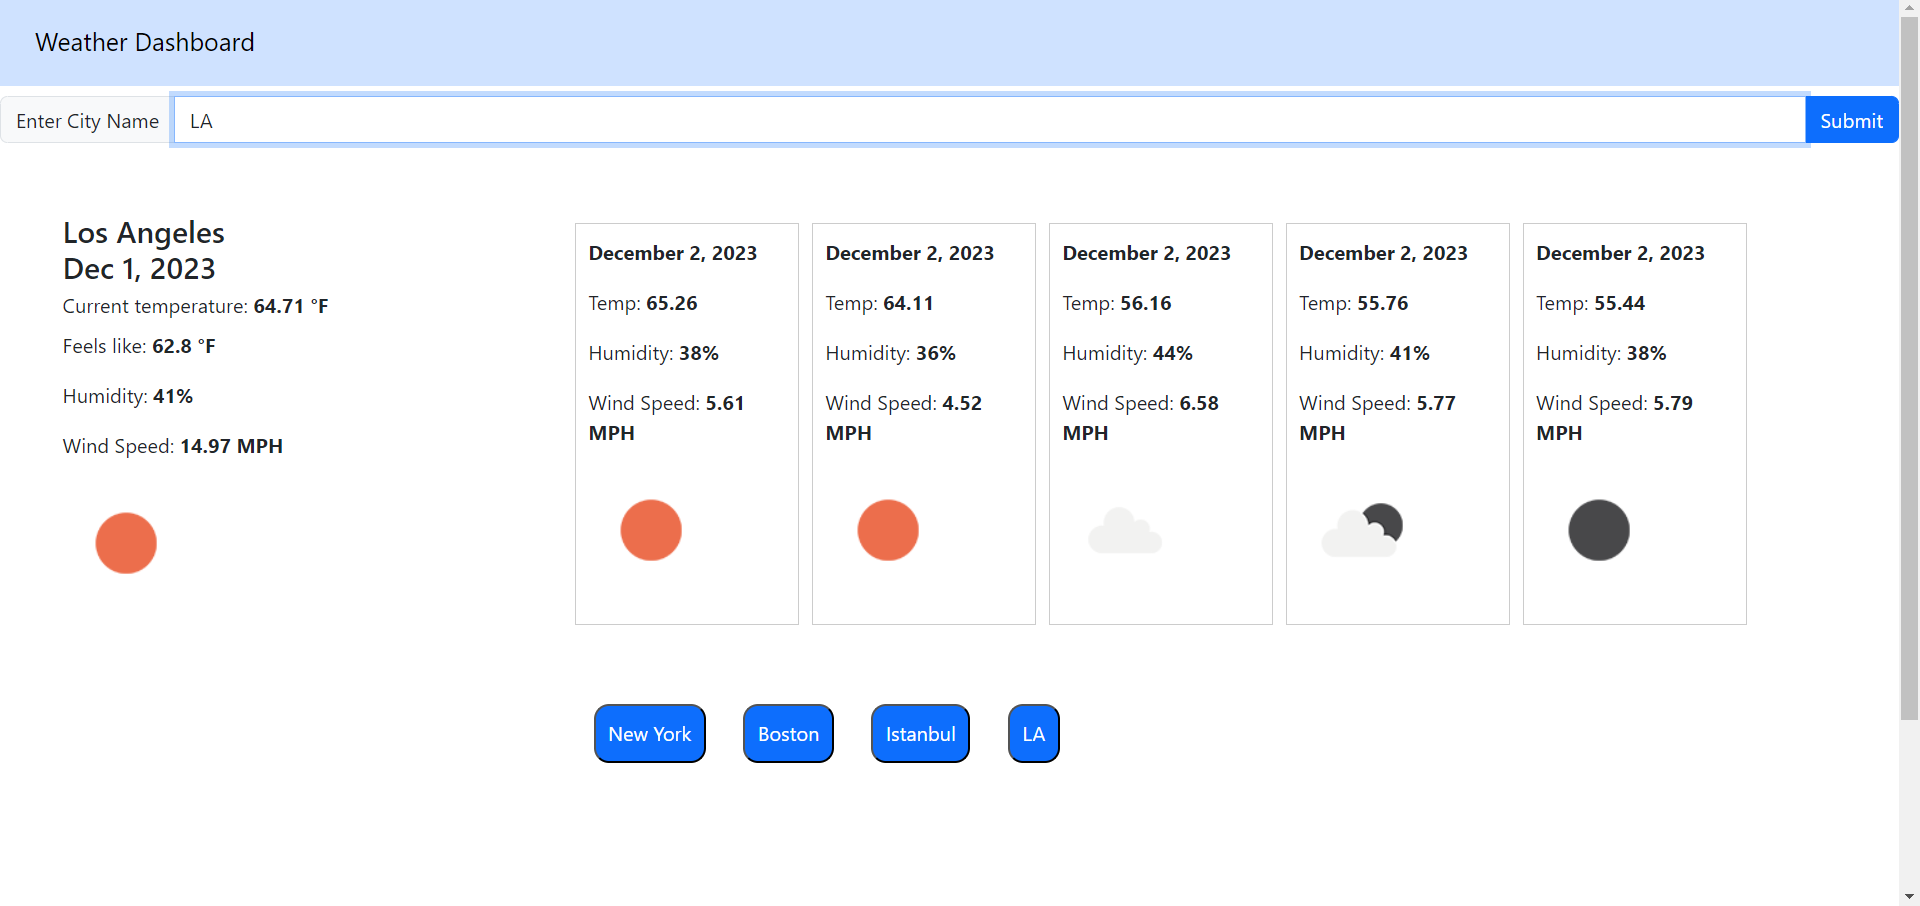 Weather Dashboard
Enter City Name LA Submit
Los Angeles
Dec 1, 2023
Current temperature: 64.71 °F
Feels like: 62.8 °F
Humidity: 41%
Wind Speed: 14.97 MPH
December 2, 2023
Temp: 65.26
Humidity: 38%
Wind Speed: 5.61
MPH
December 2, 2023
Temp: 64.11
Humidity: 36%
Wind Speed: 4.52
MPH
December 2, 2023
Temp: 56.16
Humidity: 44%
Wind Speed: 6.58
MPH
December 2, 2023
Temp: 55.76
Humidity: 41%
Wind Speed: 5.77
MPH
December 2, 2023
Temp: 55.44
Humidity: 38%
Wind Speed: 5.79
MPH
New York Boston Istanbul LA